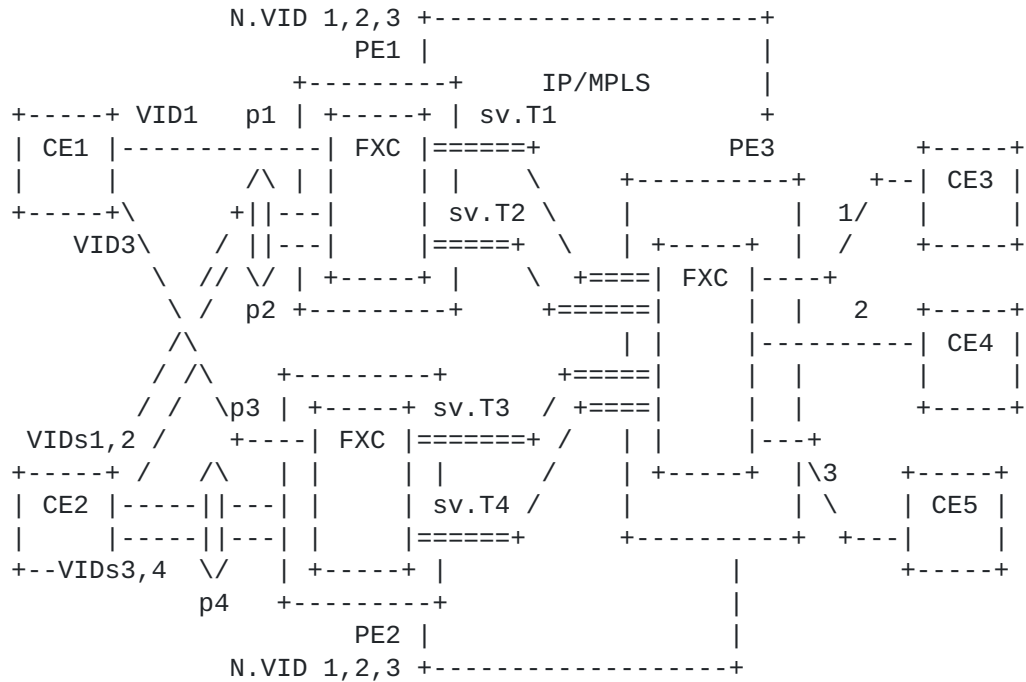 N.VID 1,2,3
PE1
IP/MPLS
VID1 p1 sv.T1
CE1 FXC PE3
CE3
sv.T2 1
VID3
FXC
p2 2
CE4
p3 sv.T3
VIDs1,2 FXC
3
CE2 sv.T4 CE5
VIDs3,4
p4
PE2
N.VID 1,2,3